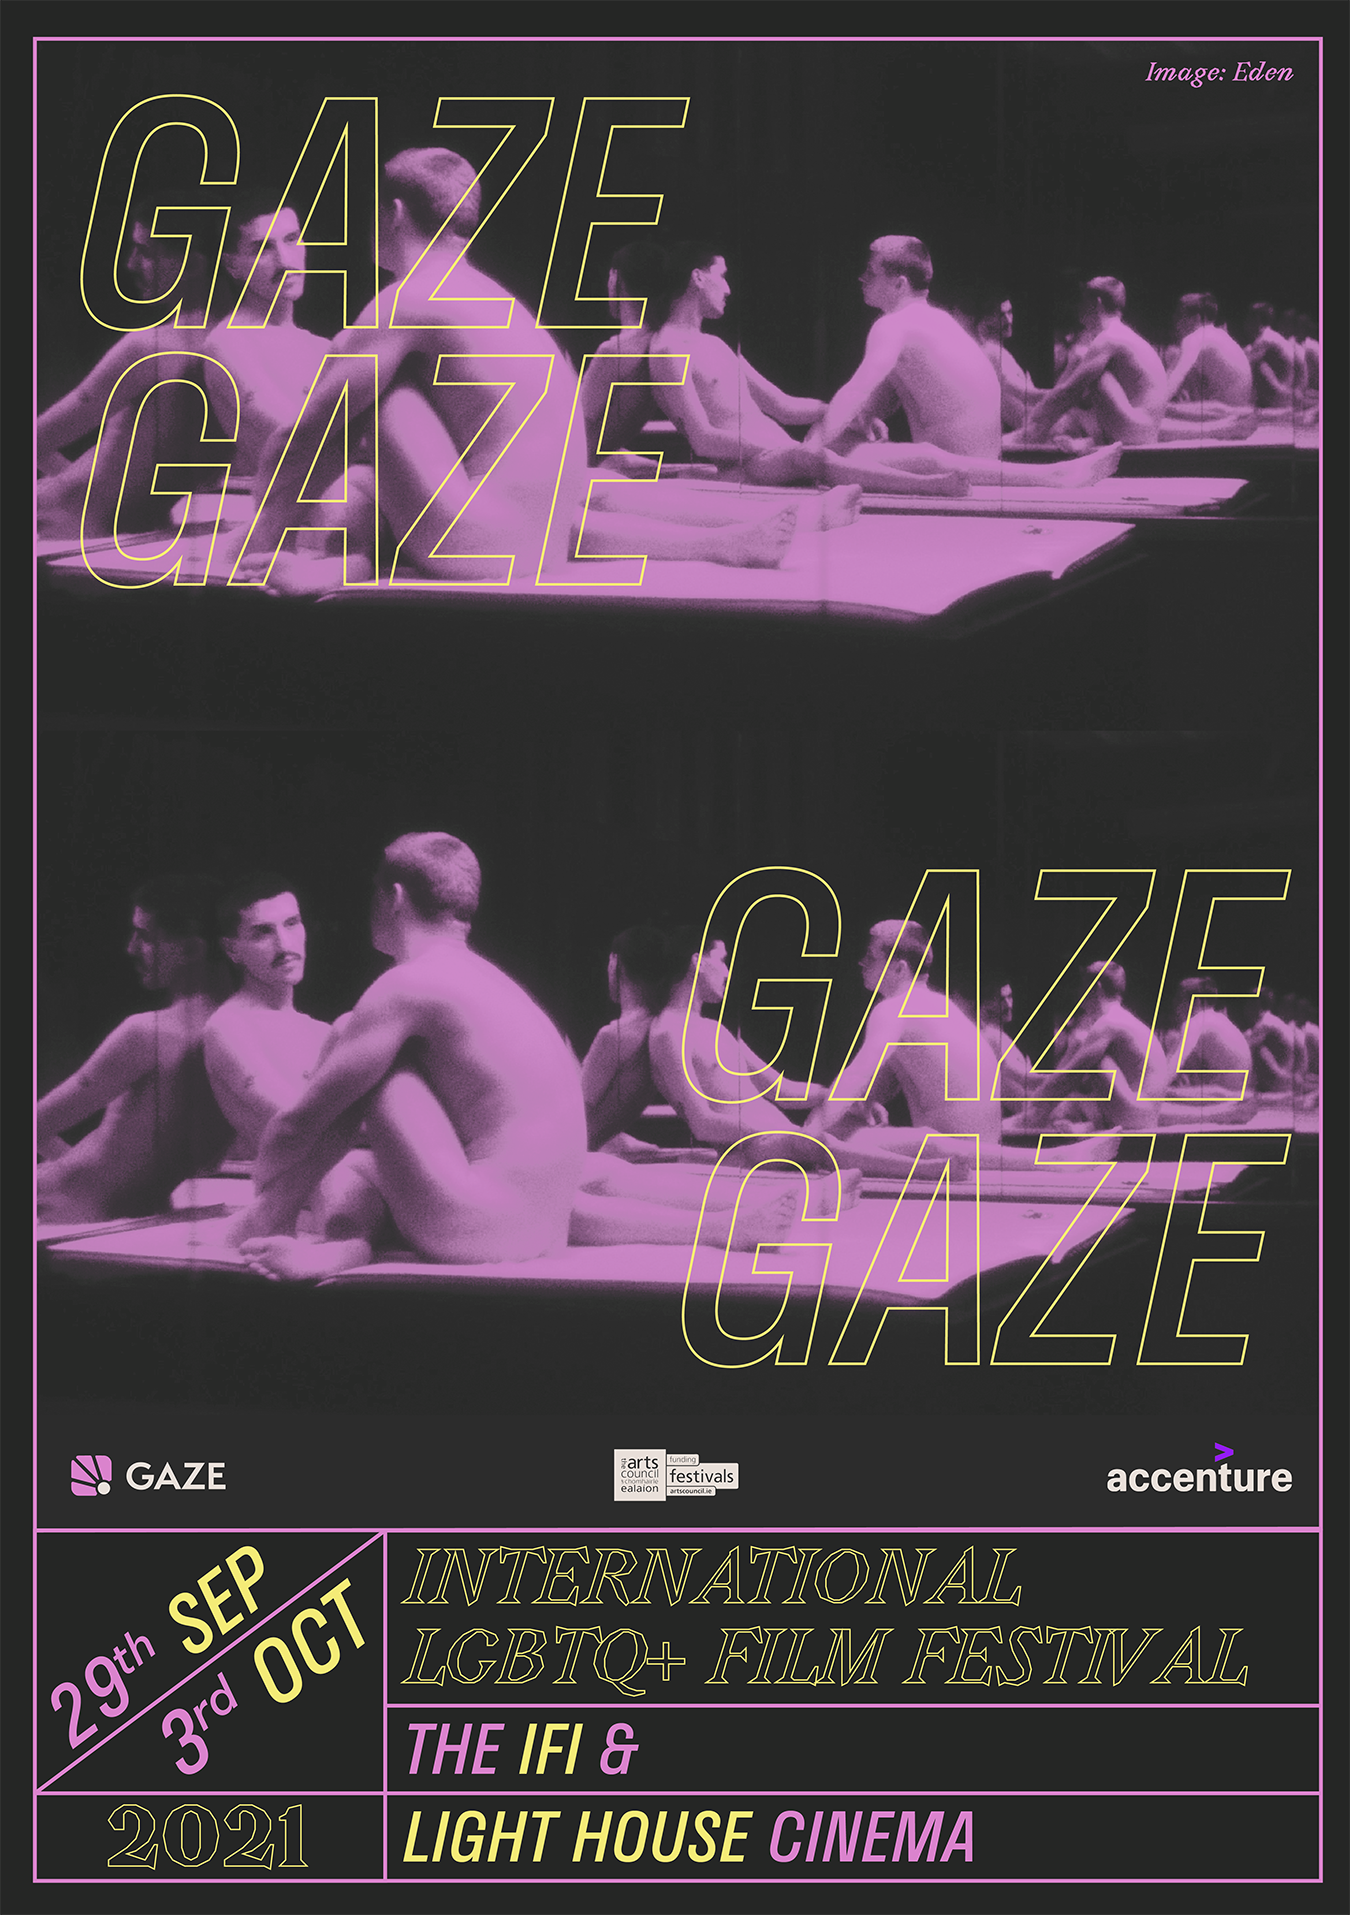 Image: Eden
GAZE
GAZE
GAZE
GAZE
GAZE
the arts
council
schomhairle
ealaíon
funding
festivals
artscouncil.ie
>
accenture
29th SEP
3rd OCT
2021
INTERNATIONAL
LGBTQ+ FILM FESTIVAL
THE IFI &
LIGHT HOUSE CINEMA